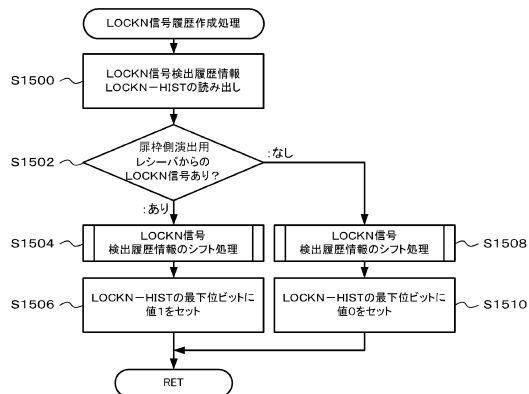 LOCKN信号履歴作成処理
S1500
LOCKN信号検出履歴情報
LOCKN－HISTの読み出し
S1502
扉枠側演出用
レシーバからの
LOCKN信号あり？
：なし
：あり
S1504
LOCKN信号
検出履歴情報のシフト処理
LOCKN信号
検出履歴情報のシフト処理
S1508
S1506
LOCKN－HISTの最下位ビットに
値1をセット
LOCKN－HISTの最下位ビットに
値0をセット
S1510
RET